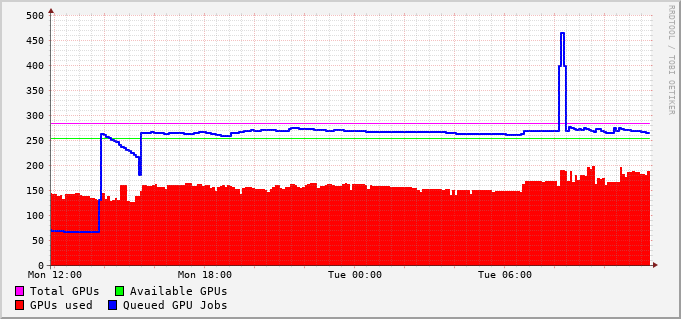 500
450
400
350
300
250
200
150
100
50
0
Mon 12:00 Mon 18:00 Tue 00:00 Tue 06:00
Total GPUs Available GPUs
GPUs used Queued GPU Jobs
RRDTOOL / TOBI OETIKER